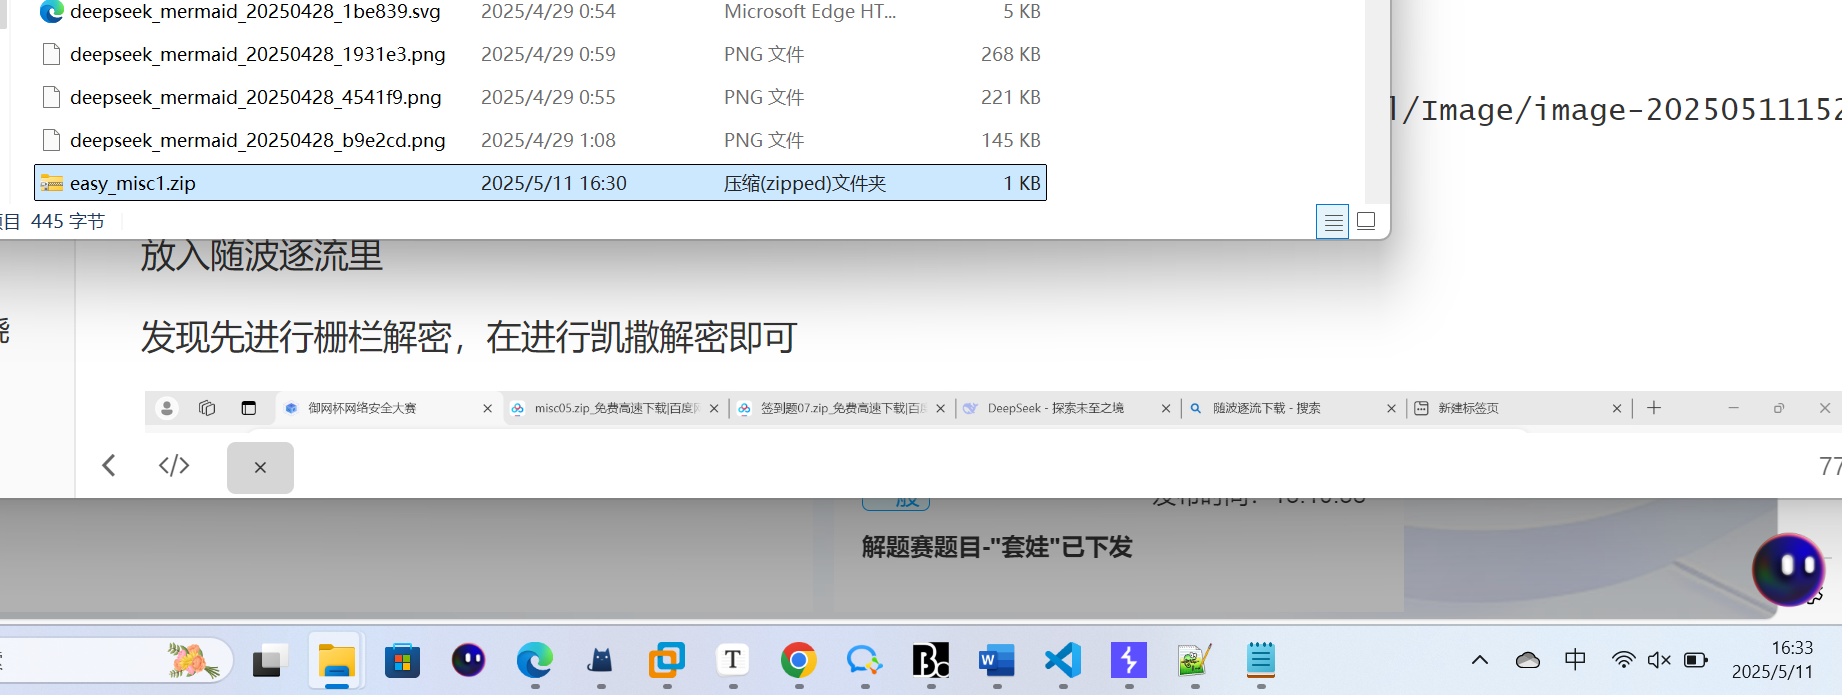 deepseek_mermaid_20250428_1be839.svg 2025/4/29 0:54 Microsoft Edge HT... 5 KB
deepseek_mermaid_20250428_1931e3.png 2025/4/29 0:59 PNG 文件 268 KB
deepseek_mermaid_20250428_4541f9.png 2025/4/29 0:55 PNG 文件 221 KB
l/Image/image-2025051115
deepseek_mermaid_20250428_b9e2cd.png 2025/4/29 1:08 PNG 文件 145 KB
easy_misc1.zip 2025/5/11 16:30 压缩(zipped)文件夹 1 KB
项目 445 字节
放入随波逐流里
发现先进行栅栏解密，在进行凯撒解密即可
御网杯网络安全大赛 misc05.zip_免费高速下载|百度 签到题07.zip_免费高速下载|百 DeepSeek - 探索未至之境 随波逐流下载 - 搜索 新建标签页
77
一般
解题赛题目-"套娃"已下发
T Bc W 中 16:33
2025/5/11